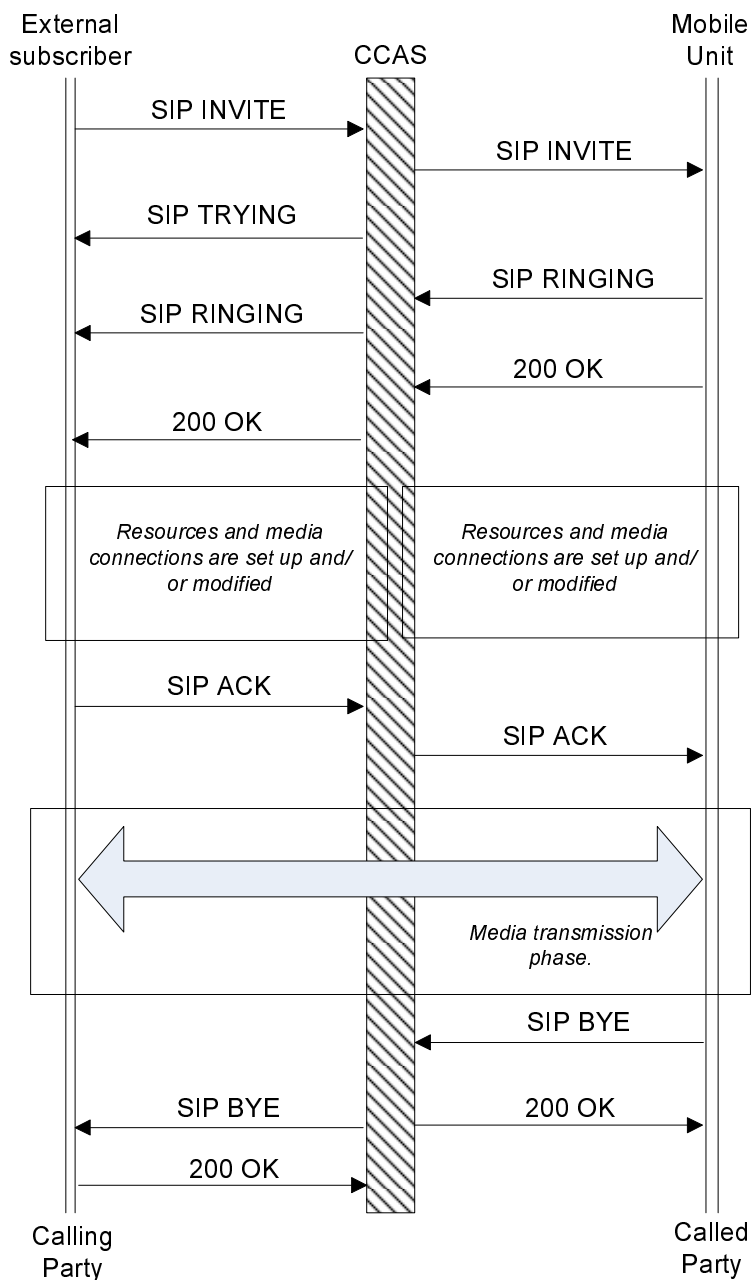 External
subscriber
CCAS
Mobile
Unit
SIP INVITE
SIP INVITE
SIP TRYING
SIP RINGING
SIP RINGING
200 OK
200 OK
Resources and media
connections are set up and/
or modified
Resources and media
connections are set up and/
or modified
SIP ACK
SIP ACK
Media transmission
phase.
SIP BYE
SIP BYE
200 OK
200 OK
Calling
Party
Called
Party